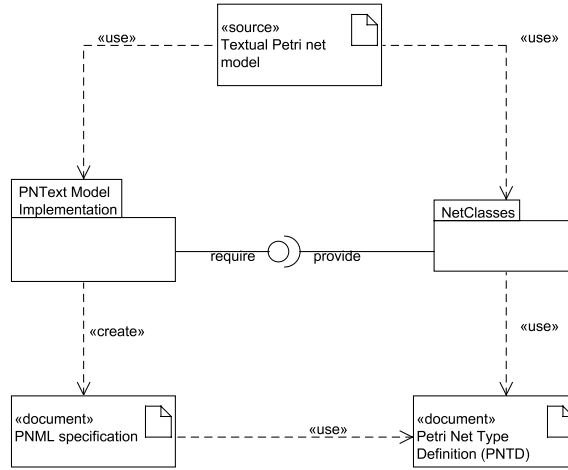 «source»
Textual Petri net
model
«use»
«use»
PNText Model
Implementation
NetClasses
require
provide
«create»
«use»
«document»
PNML specification
«use»
«document»
Petri Net Type
Definition (PNTD)